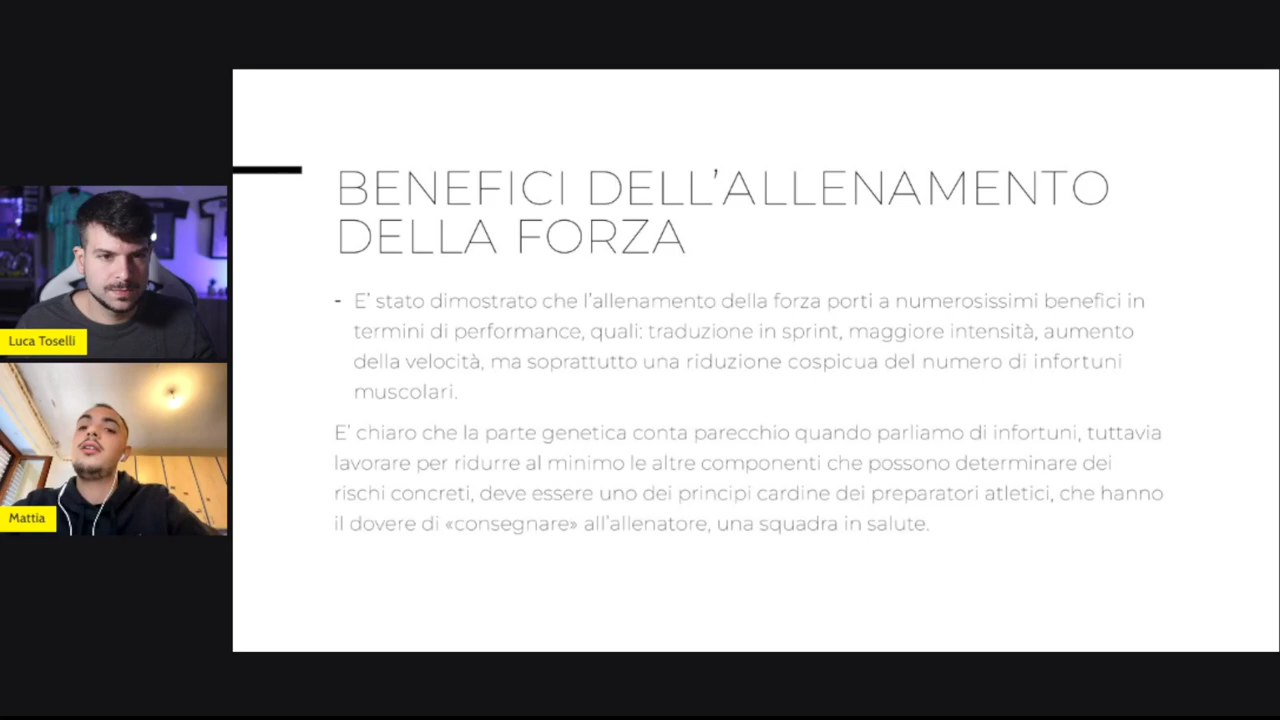 BENEFICI DELL'ALLENAMENTO
DELLA FORZA
- E' stato dimostrato che l'allenamento della forza porti a numerosissimi benefici in
termini di performance, quali: traduzione in sprint, maggiore intensità, aumento
della velocità, ma soprattutto una riduzione cospicua del numero di infortuni
muscolari.
E' chiaro che la parte genetica conta parecchio quando parliamo di infortuni, tuttavia
lavorare per ridurre al minimo le altre componenti che possono determinare dei
rischi concreti, deve essere uno dei principi cardine dei preparatori atletici, che hanno
il dovere di «consegnare» all'allenatore, una squadra in salute.
Luca Toselli
Mattia